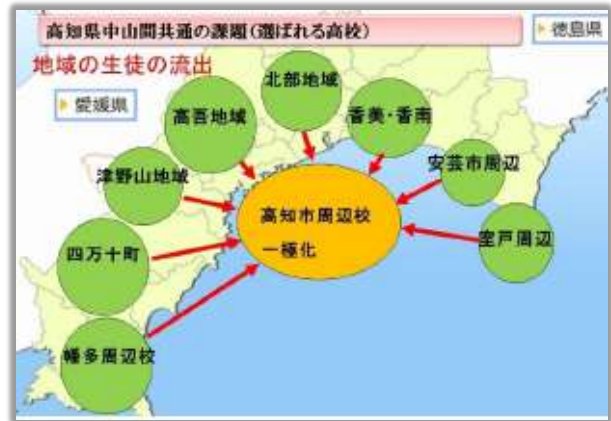 高知県中山間共通の課題(選ばれる高校)
▶徳島県
地域の生徒の流出
▶愛媛県
北部地域
高吾地域
香美・香南
津野山地域
安芸市周辺
高知市周辺校
一極化
四万十町
室戸周辺
幡多周辺校